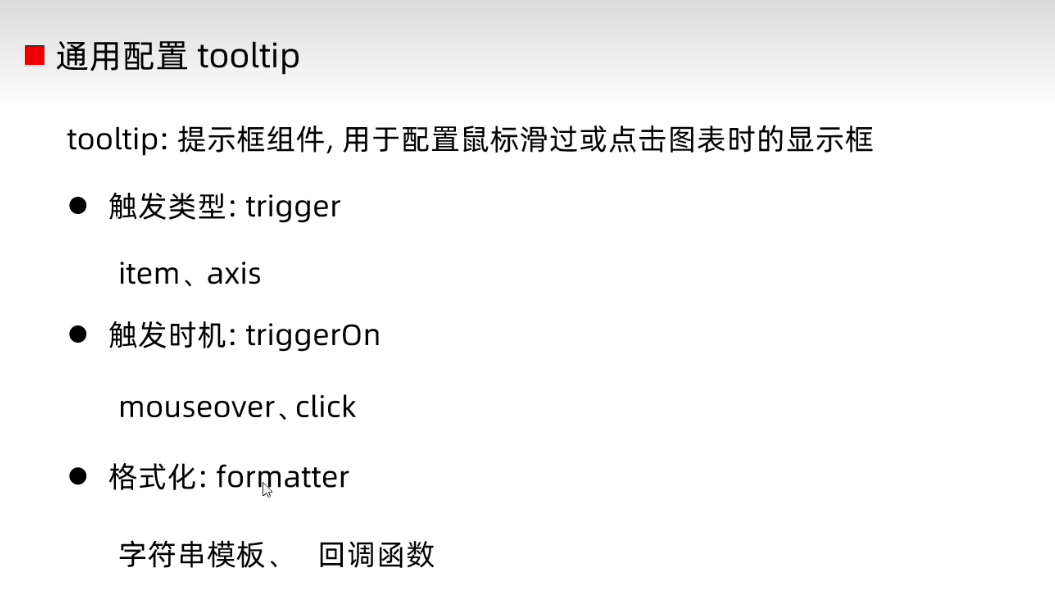 通用配置 tooltip
tooltip: 提示框组件, 用于配置鼠标滑过或点击图表时的显示框
● 触发类型: trigger
item、axis
● 触发时机: triggerOn
mouseover、click
● 格式化: formatter
字符串模板、 回调函数